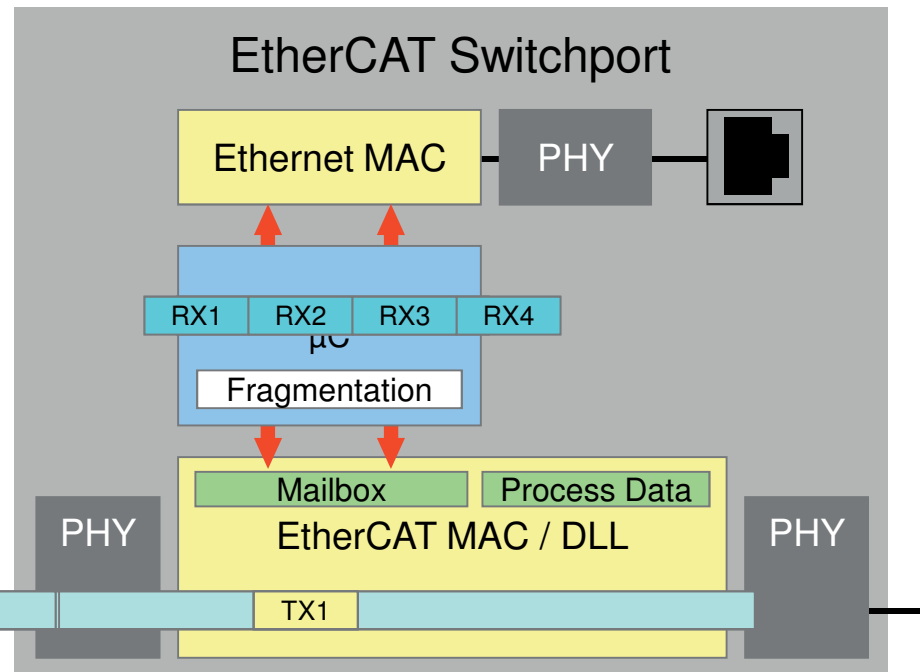 EtherCAT Switchport
Ethernet MAC
PHY
RX1
RX2
RX3
RX4
µC
Fragmentation
Mailbox
Process Data
PHY
EtherCAT MAC / DLL
PHY
TX1